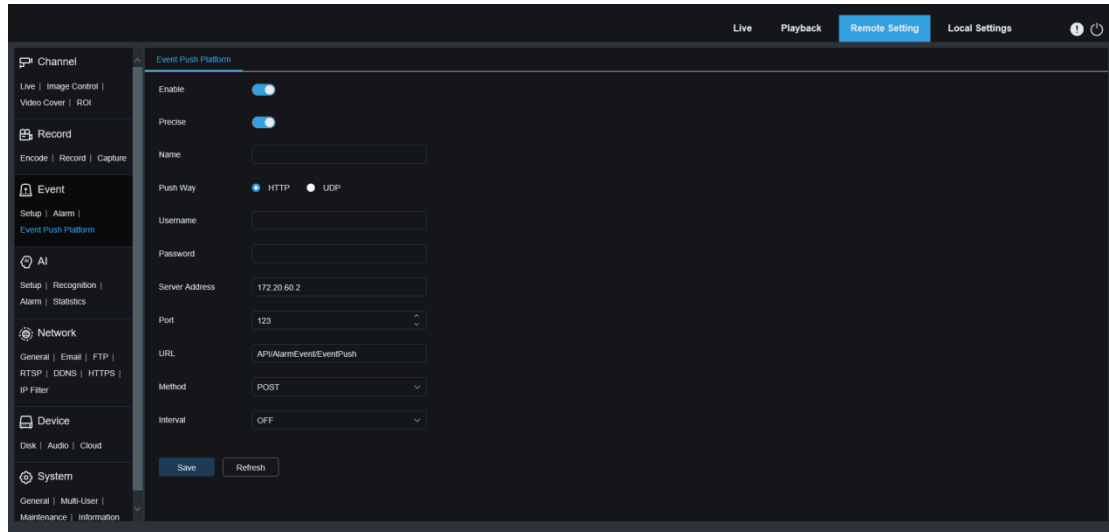 Live Playback Remote Setting Local Settings
Channel
Live | Image Control |
Video Cover | ROI
Record
Encode | Record | Capture
Event
Setup | Alarm |
Event Push Platform
AI
Setup | Recognition |
Alarm | Statistics
Network
General | Email | FTP |
RTSP | DDNS | HTTPS |
IP Filter
Device
Disk | Audio | Cloud
System
General | Multi-User |
Maintenance | Information
Event Push Platform
Enable
Precise
Name
Push Way HTTP UDP
Username
Password
Server Address 172.20.60.2
Port 123
URL API/AlarmEvent/EventPush
Method POST
Interval OFF
Save Refresh